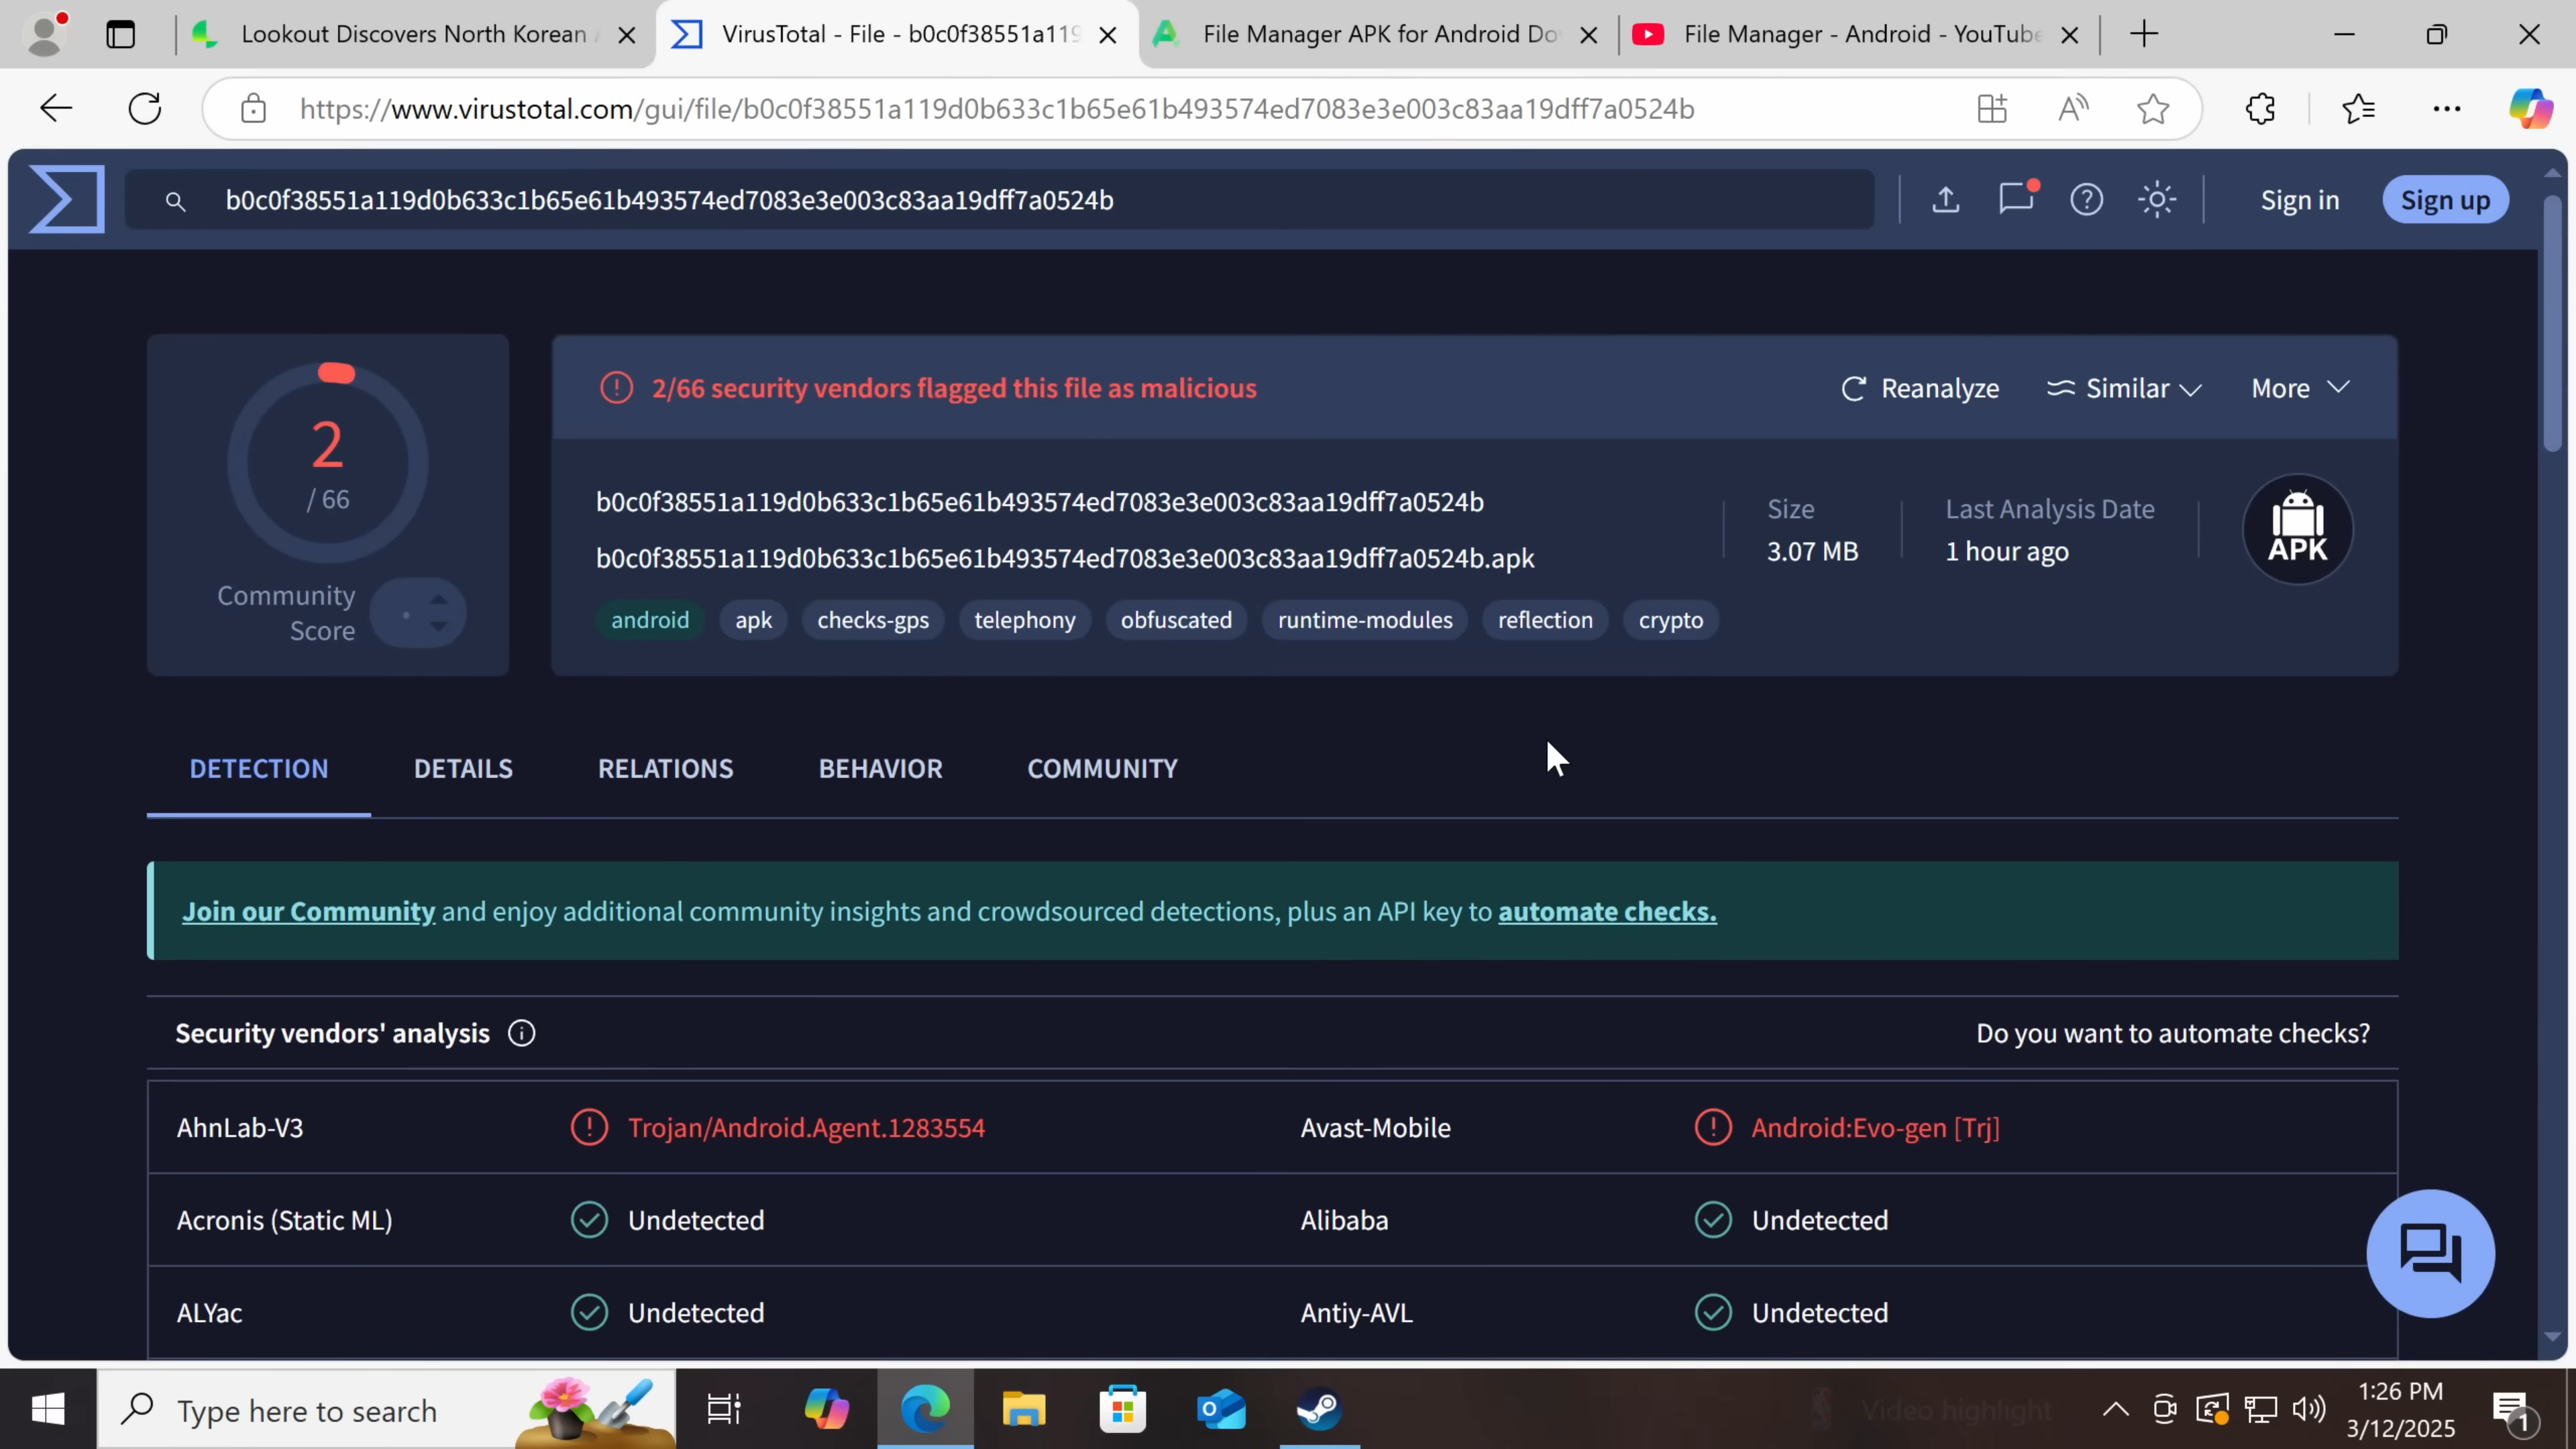 Lookout Discovers North Korean
VirusTotal - File - b0c0f38551a119
File Manager APK for Android Do
File Manager - Android - YouTube
https://www.virustotal.com/gui/file/b0c0f38551a119d0b633c1b65e61b493574ed7083e3e003c83aa19dff7a0524b
b0c0f38551a119d0b633c1b65e61b493574ed7083e3e003c83aa19dff7a0524b
Sign in
Sign up
2
/ 66
Community
Score
2/66 security vendors flagged this file as malicious
Reanalyze
Similar
More
b0c0f38551a119d0b633c1b65e61b493574ed7083e3e003c83aa19dff7a0524b
b0c0f38551a119d0b633c1b65e61b493574ed7083e3e003c83aa19dff7a0524b.apk
Size
3.07 MB
Last Analysis Date
1 hour ago
APK
android
apk
checks-gps
telephony
obfuscated
runtime-modules
reflection
crypto
DETECTION
DETAILS
RELATIONS
BEHAVIOR
COMMUNITY
Join our Community and enjoy additional community insights and crowdsourced detections, plus an API key to automate checks.
Security vendors' analysis
Do you want to automate checks?
AhnLab-V3
Trojan/Android.Agent.1283554
Avast-Mobile
Android:Evo-gen [Trj]
Acronis (Static ML)
Undetected
Alibaba
Undetected
ALYac
Undetected
Antiy-AVL
Undetected
Type here to search
Video highlight
1:26 PM
3/12/2025
1